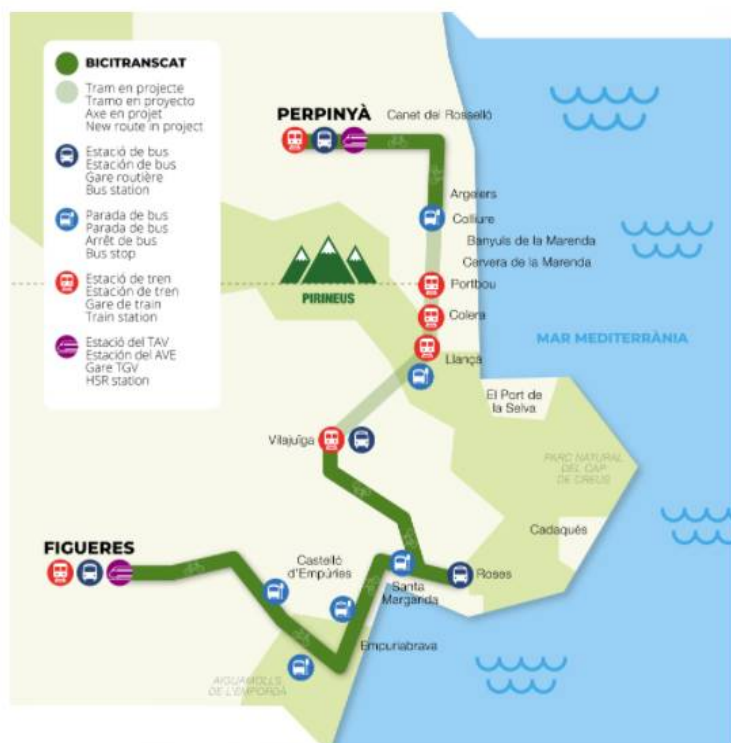 BICITRANSCAT
Tram en projecte
Tramo en proyecto
Axe en projet
New route in project
Estació de bus
Estación de bus
Gare routière
Bus station
Parada de bus
Parada de bus
Arrêt de bus
Bus stop
Estació de tren
Estación de tren
Gare de train
Train station
Estació del TAV
Estación del AVE
Gare TGV
HSR station
PERPINYÀ
Canet del Rosselló
Argelers
Colliure
Banyuls de la Marenda
Cervera de la Marenda
PIRINEUS
Portbou
Colera
MAR MEDITERRÀNIA
Llançà
El Port de
la Selva
Vilajuïga
PARC NATURAL
DEL CAP
DE CREUS
Cadaqués
FIGUERES
Castelló
d'Empúries
Roses
Santa
Margarida
Empuriabrava
AIGUAMOLLS
DE L'EMPORDÀ